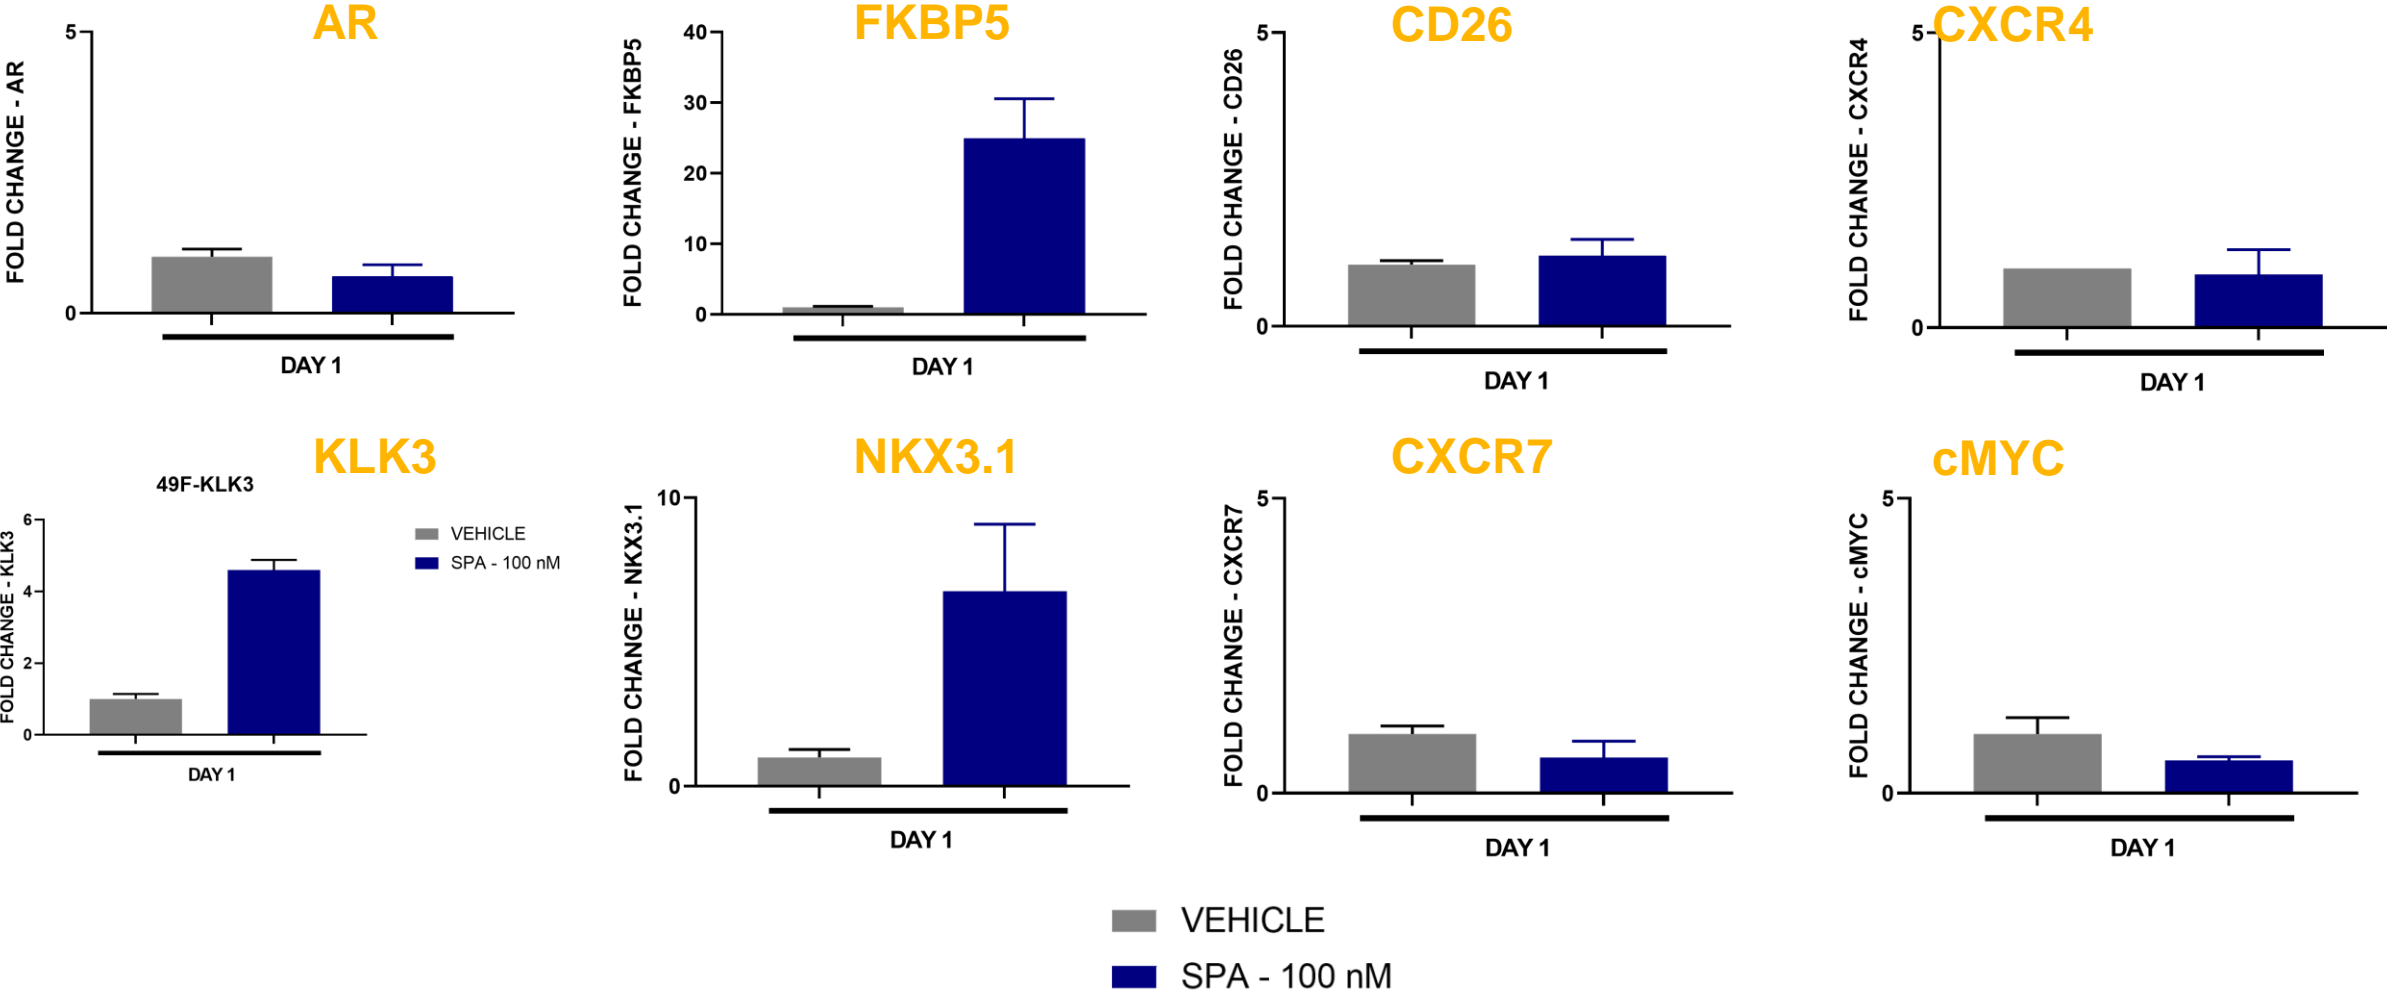 AR
5
0
FOLD CHANGE - AR
DAY 1
FKBP5
40
30
20
10
0
FOLD CHANGE - FKBP5
DAY 1
CD26
5
0
FOLD CHANGE - CD26
DAY 1
CXCR4
5
0
FOLD CHANGE - CXCR4
DAY 1
KLK3
49F-KLK3
6
4
2
0
FOLD CHANGE - KLK3
DAY 1
VEHICLE
SPA - 100 nM
NKX3.1
10
0
FOLD CHANGE - NKX3.1
DAY 1
CXCR7
5
0
FOLD CHANGE - CXCR7
DAY 1
cMYC
5
0
FOLD CHANGE - cMYC
DAY 1
VEHICLE
SPA - 100 nM